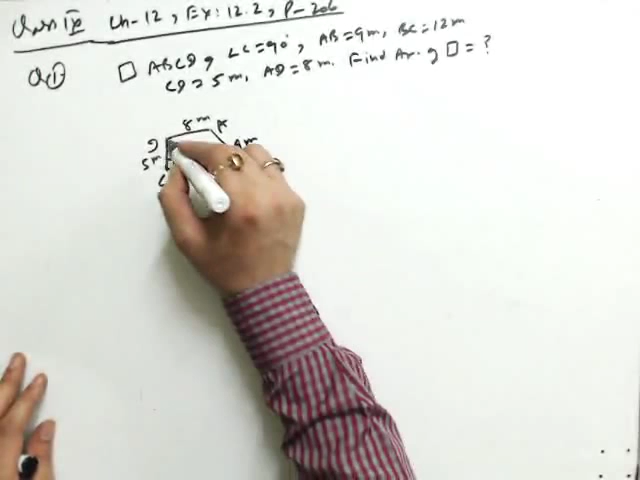 Class IX Ch-12, Ex: 12.2, P-206
Q① □ ABCD, ∠C=90°, AB=9m, BC=12m
CD=5m, AD=8m. Find Ar. of □=?
8m A
D 9m
5m
C